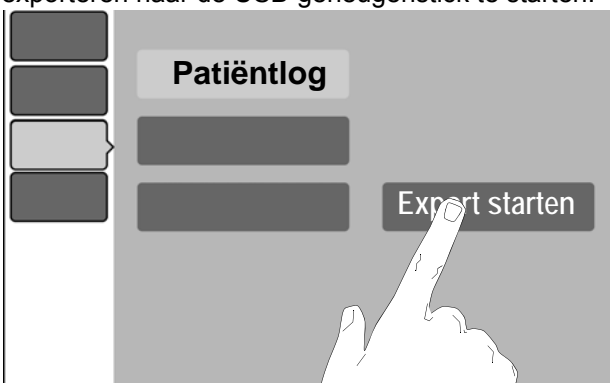 exporteren naar de USB-geheugenstick te starten.
Patiëntlog
Export starten